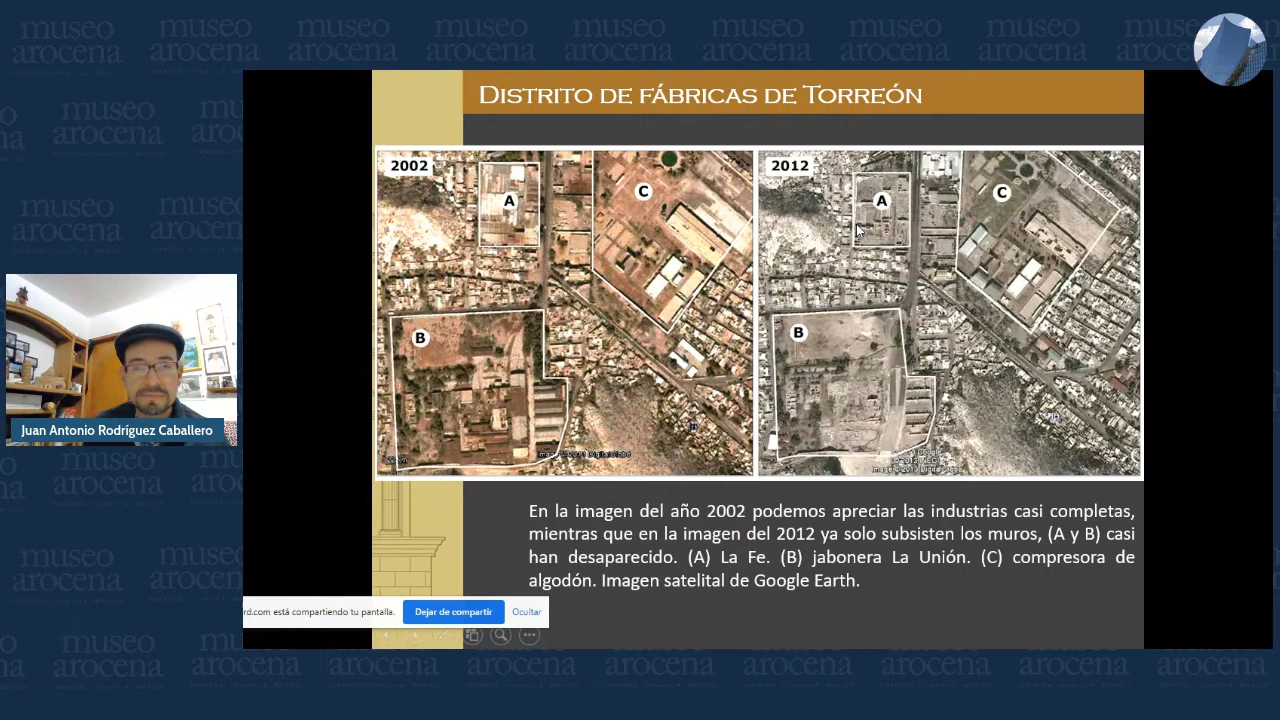 museo arocena
DISTRITO DE FÁBRICAS DE TORREÓN
2002
A
C
B
2012
A
C
B
Juan Antonio Rodríguez Caballero
En la imagen del año 2002 podemos apreciar las industrias casi completas,
mientras que en la imagen del 2012 ya solo subsisten los muros, (A y B) casi
han desaparecido. (A) La Fe. (B) jabonera La Unión. (C) compresora de
algodón. Imagen satelital de Google Earth.
rd.com está compartiendo tu pantalla.
Dejar de compartir
Ocultar